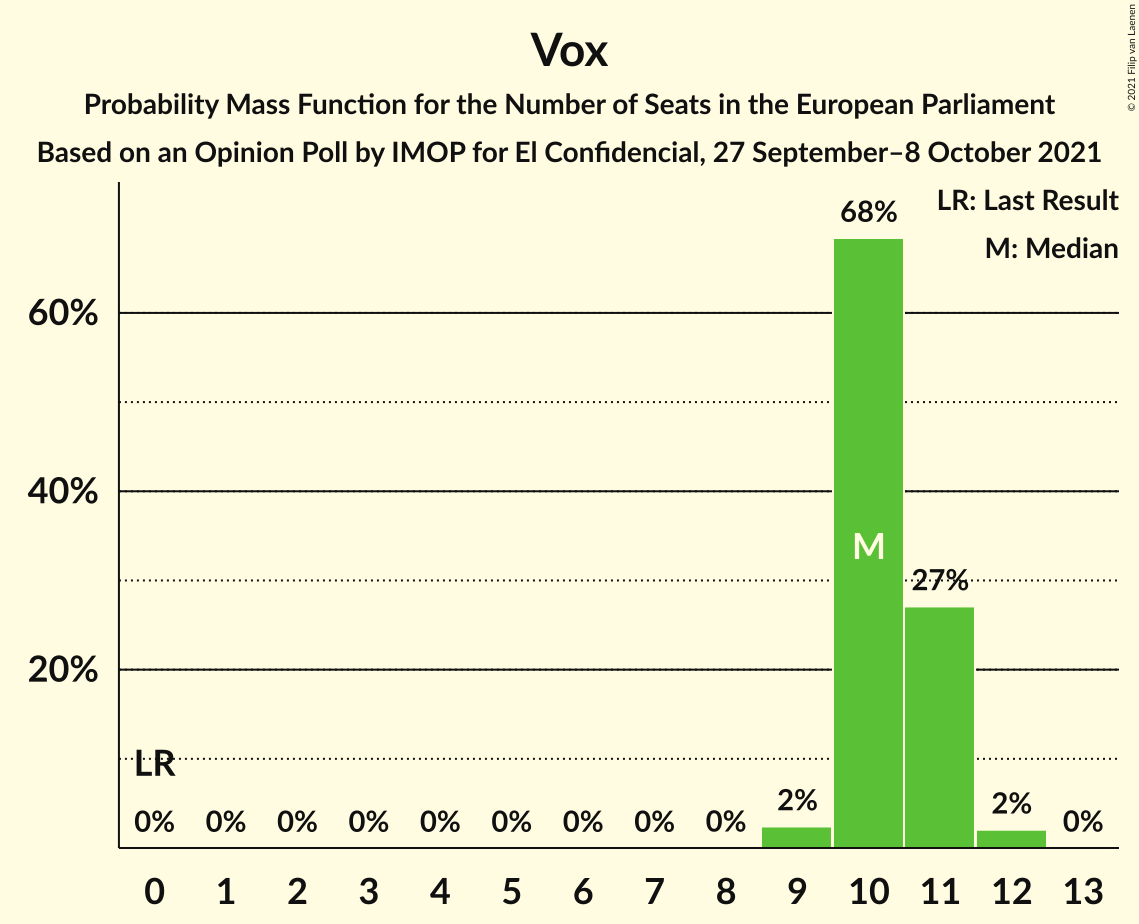 Vox
Probability Mass Function for the Number of Seats in the European Parliament
Based on an Opinion Poll by IMOP for El Confidencial, 27 September–8 October 2021
© 2021 Filip van Laenen
LR: Last Result
M: Median
68%
60%
40%
M
27%
20%
LR
0% 0% 0% 0% 0% 0% 0% 0% 0% 2% 2% 0%
0 1 2 3 4 5 6 7 8 9 10 11 12 13